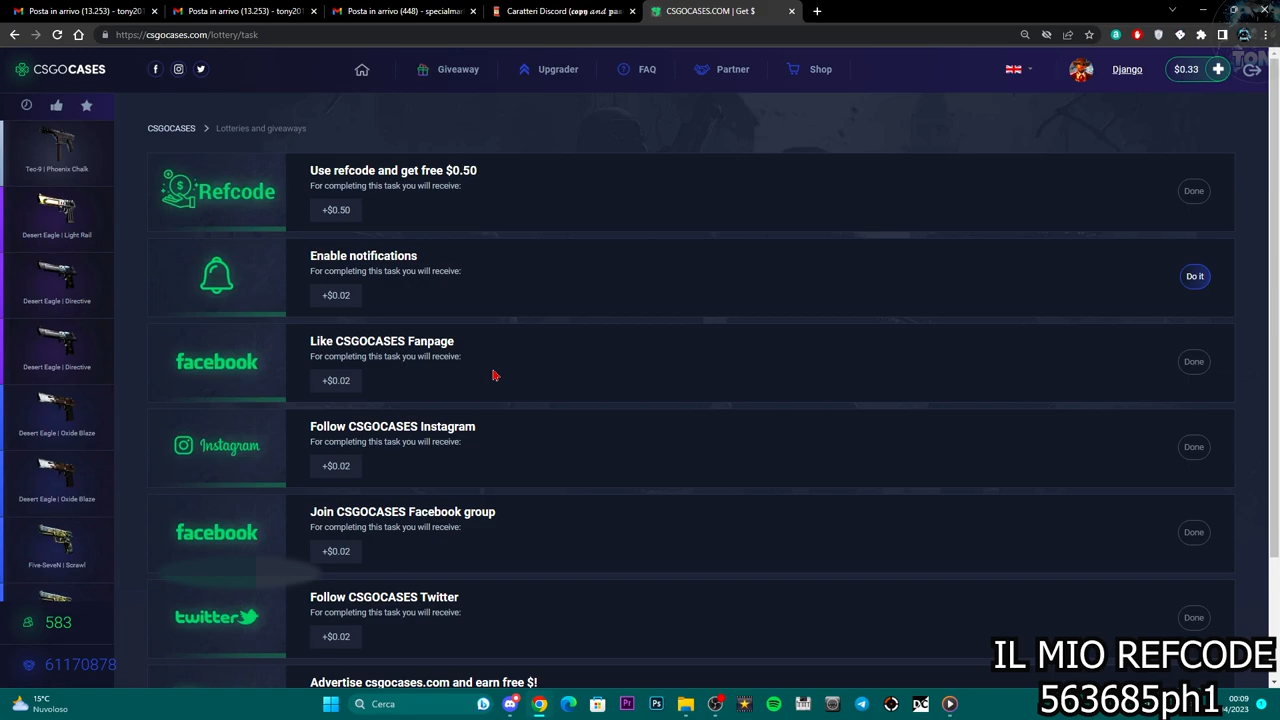 Posta in arrivo (13.253) - tony201
Posta in arrivo (13.253) - tony201
Posta in arrivo (448) - specialmar
Caratteri Discord (𝖈𝖔𝖕𝖞 𝑎𝑛𝑑 𝚙𝚊
CSGOCASES.COM | Get $
https://csgocases.com/lottery/task
CSGOCASES
Giveaway
Upgrader
FAQ
Partner
Shop
Django
$0.33
CSGOCASES > Lotteries and giveaways
Tec-9 | Phoenix Chalk
Desert Eagle | Light Rail
Desert Eagle | Directive
Desert Eagle | Directive
Desert Eagle | Oxide Blaze
Desert Eagle | Oxide Blaze
Five-SeveN | Scrawl
583
61170878
Refcode
Use refcode and get free $0.50
For completing this task you will receive:
+$0.50
Done
Enable notifications
For completing this task you will receive:
+$0.02
Do it
facebook
Like CSGOCASES Fanpage
For completing this task you will receive:
+$0.02
Done
Instagram
Follow CSGOCASES Instagram
For completing this task you will receive:
+$0.02
Done
facebook
Join CSGOCASES Facebook group
For completing this task you will receive:
+$0.02
Done
twitter
Follow CSGOCASES Twitter
For completing this task you will receive:
+$0.02
Done
Advertise csgocases.com and earn free $!
IL MIO REFCODE
563685ph1
15°C
Nuvoloso
Cerca
00:09
4/2023